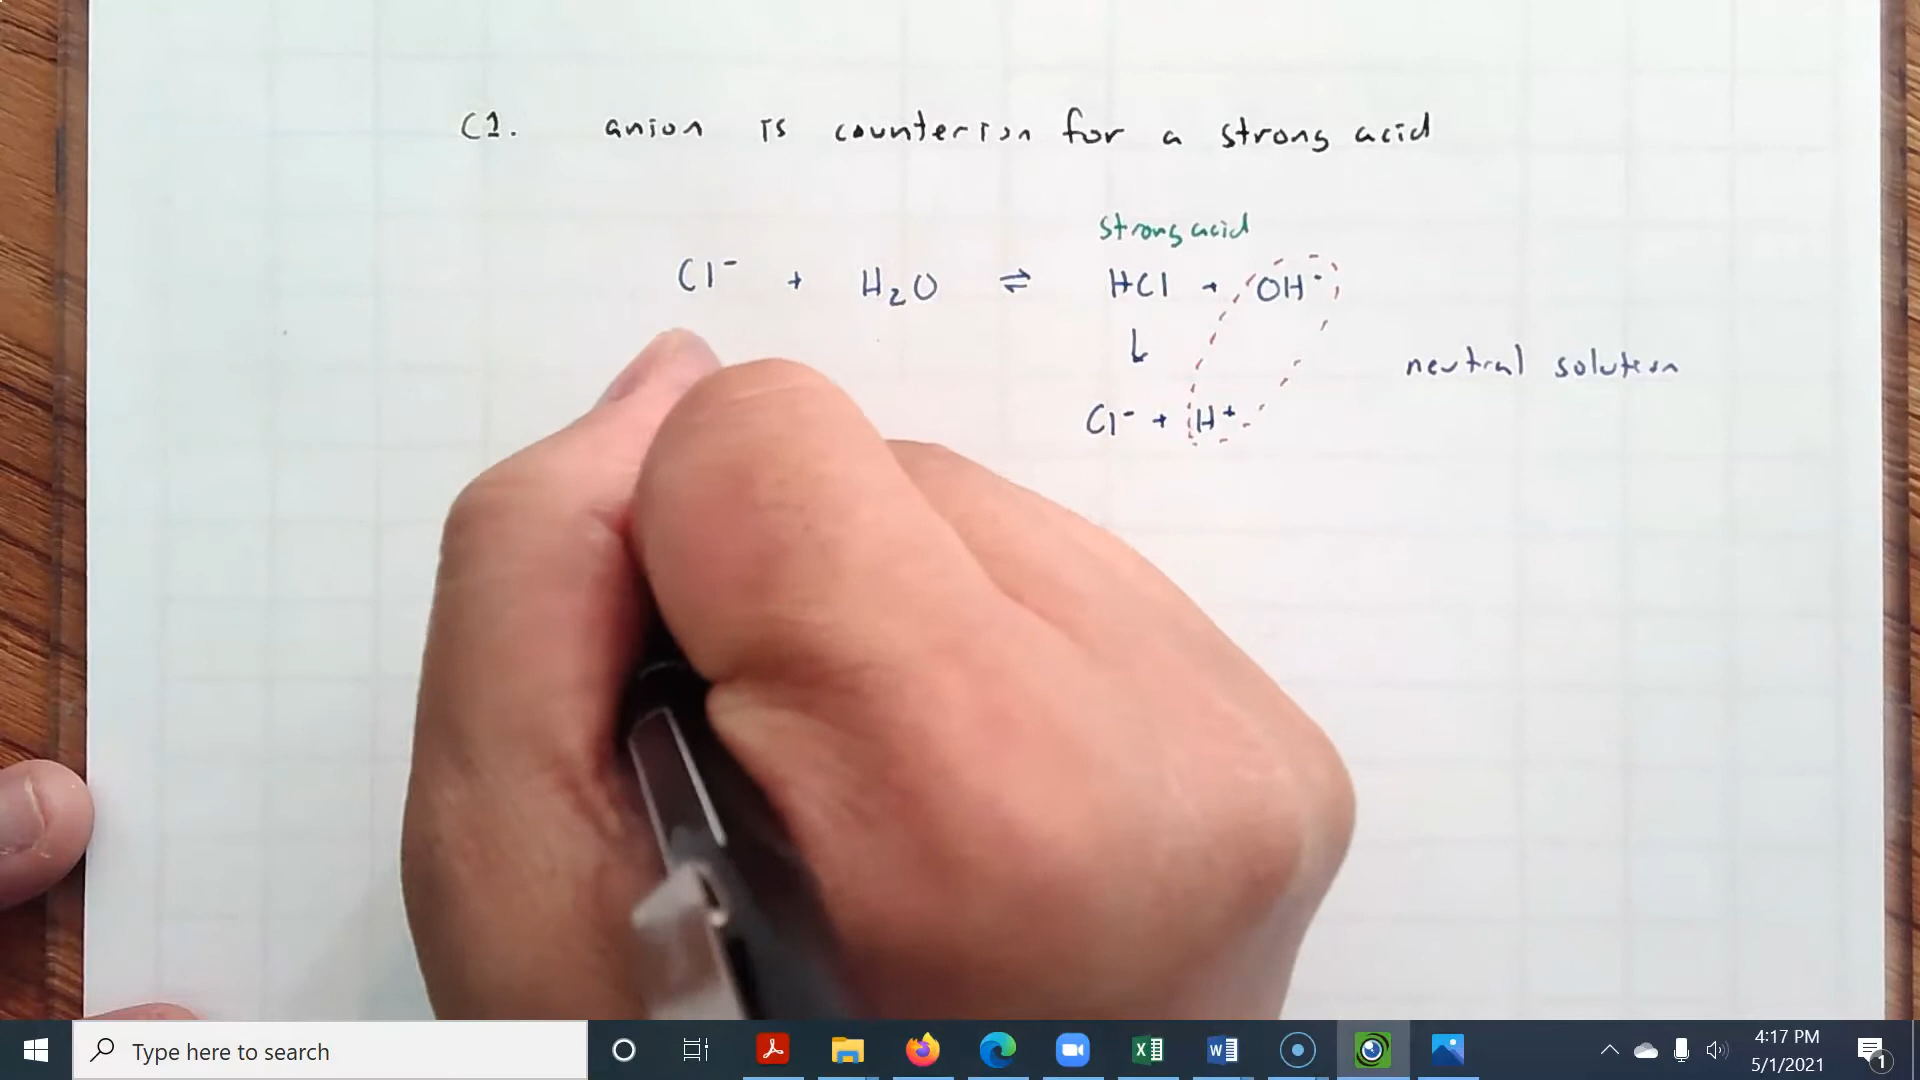 C1. anion is counterion for a strong acid
strong acid
Cl⁻ + H₂O ⇌ HCl + OH⁻
↳
neutral solution
Cl⁻ + H⁺
Type here to search
4:17 PM
5/1/2021
1